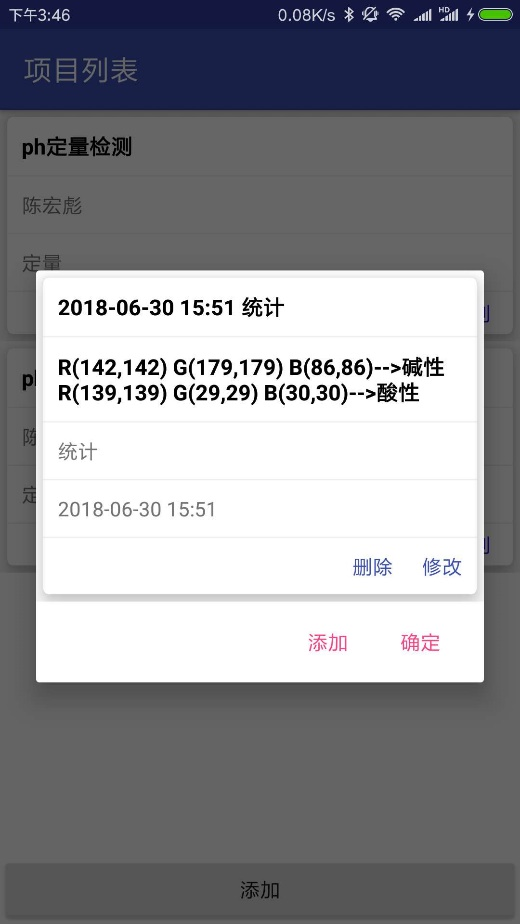 下午3:46
0.08K/s
HD
项目列表
ph定量检测
陈宏彪
定量
2018-06-30 15:51 统计
R(142,142) G(179,179) B(86,86)-->碱性
R(139,139) G(29,29) B(30,30)-->酸性
统计
2018-06-30 15:51
删除 修改
添加 确定
添加